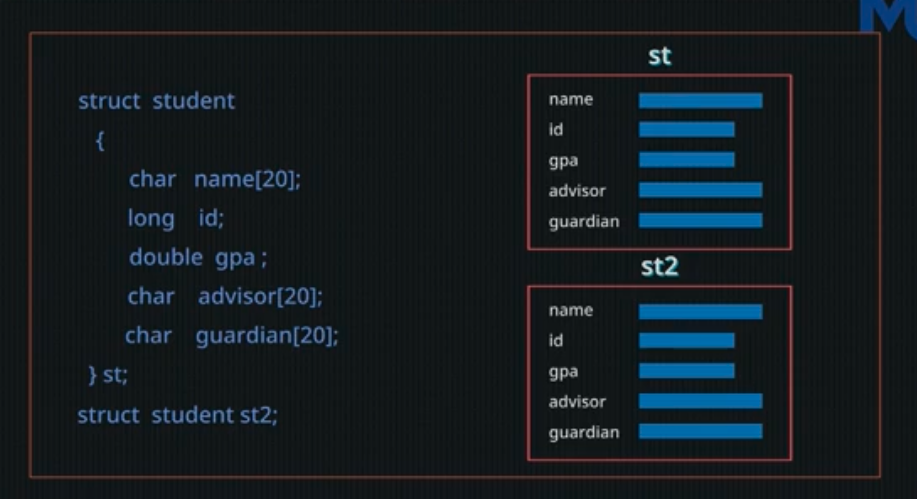 struct student
{
char name[20];
long id;
double gpa ;
char advisor[20];
char guardian[20];
} st;
struct student st2;
st
name
id
gpa
advisor
guardian
st2
name
id
gpa
advisor
guardian